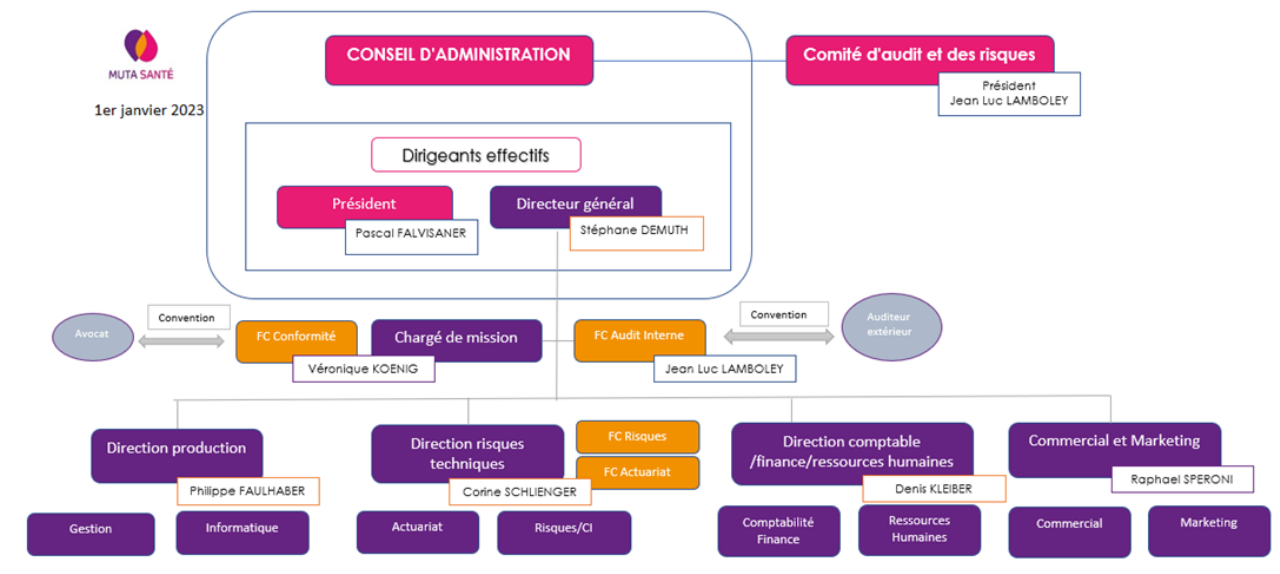 MUTA SANTÉ
1er janvier 2023
CONSEIL D'ADMINISTRATION
Comité d'audit et des risques
Président
Jean Luc LAMBOLEY
Dirigeants effectifs
Président
Pascal FALVISANER
Directeur général
Stéphane DEMUTH
Avocat
Convention
FC Conformité
Véronique KOENIG
Chargé de mission
FC Audit Interne
Jean Luc LAMBOLEY
Convention
Auditeur
extérieur
Direction production
Philippe FAULHABER
Direction risques
techniques
Corine SCHLIENGER
FC Risques
FC Actuariat
Direction comptable
/finance/ressources humaines
Denis KLEIBER
Commercial et Marketing
Raphael SPERONI
Gestion
Informatique
Actuariat
Risques/CI
Comptabilité
Finance
Ressources
Humaines
Commercial
Marketing